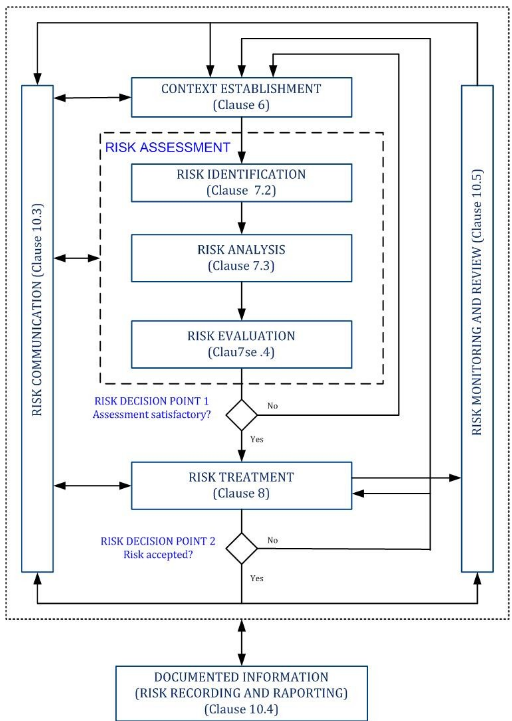 CONTEXT ESTABLISHMENT
(Clause 6)
RISK ASSESSMENT
RISK IDENTIFICATION
(Clause 7.2)
RISK ANALYSIS
(Clause 7.3)
RISK EVALUATION
(Clau7se .4)
RISK DECISION POINT 1
Assessment satisfactory?
No
Yes
RISK TREATMENT
(Clause 8)
RISK DECISION POINT 2
Risk accepted?
No
Yes
RISK COMMUNICATION (Clause 10.3)
RISK MONITORING AND REVIEW (Clause 10.5)
DOCUMENTED INFORMATION
(RISK RECORDING AND RAPORTING)
(Clause 10.4)